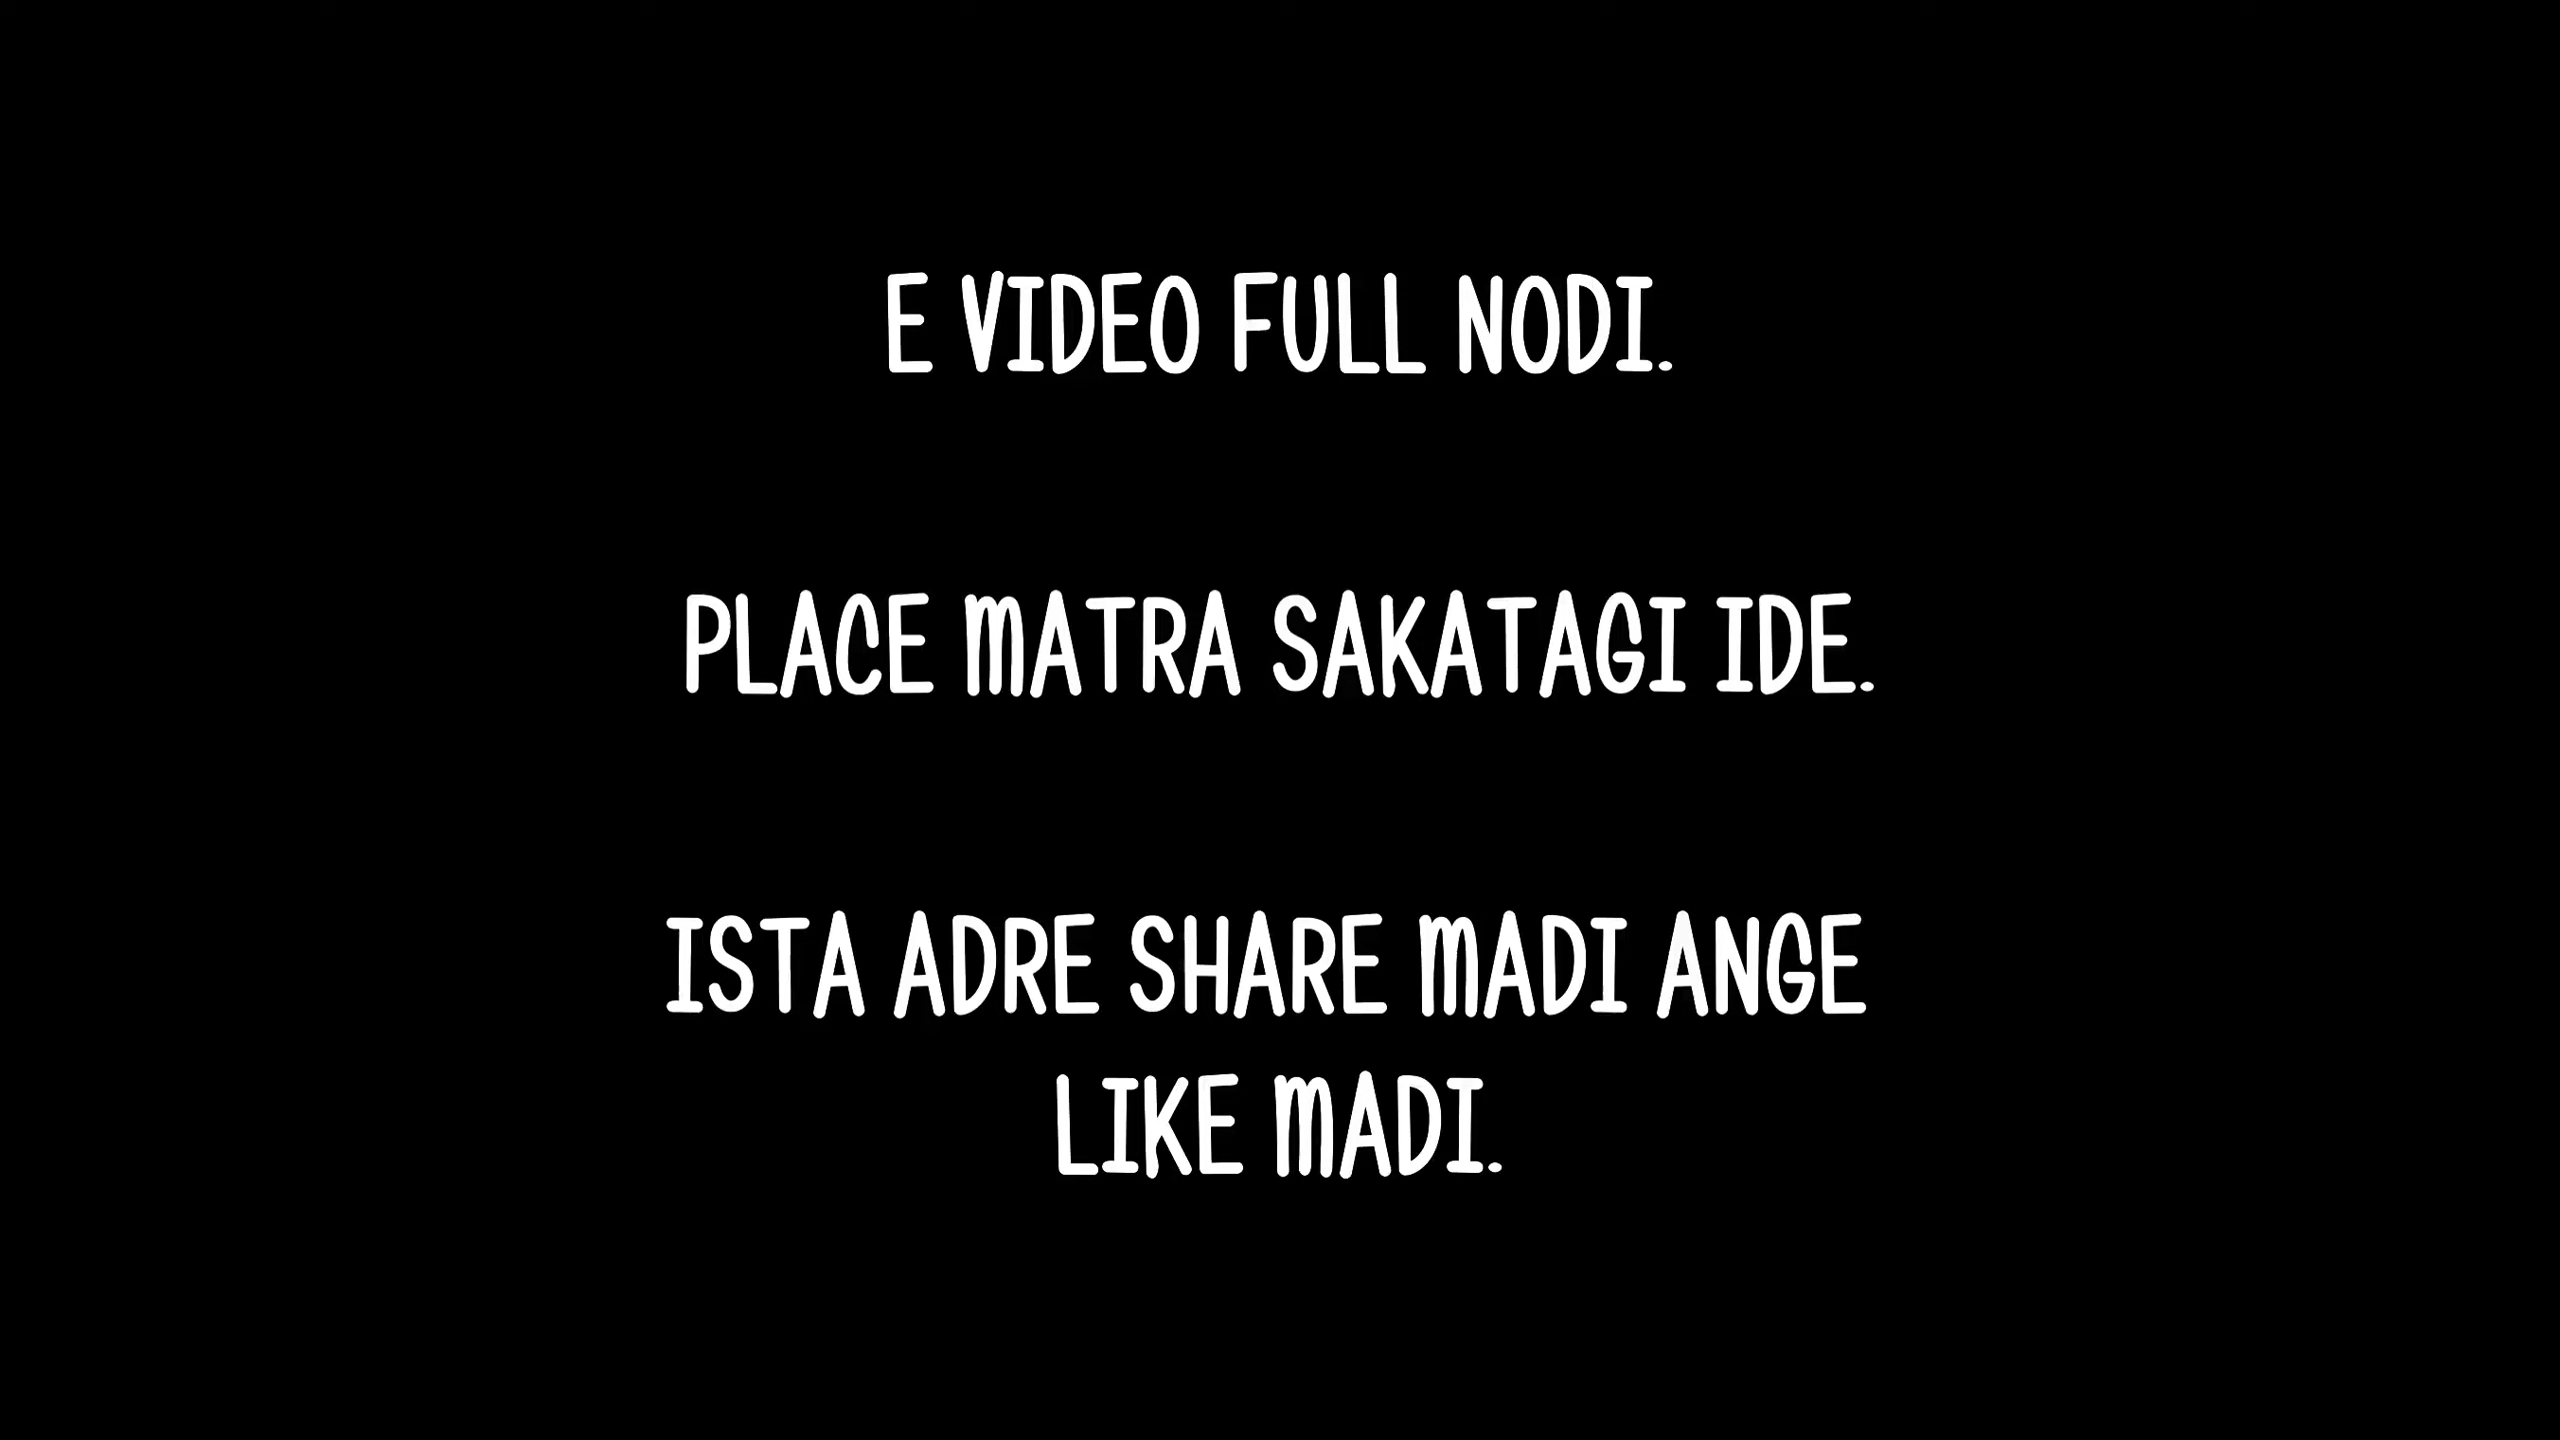 E VIDEO FULL NODI.
PLACE MATRA SAKATAGI IDE.
ISTA ADRE SHARE MADI ANGE
LIKE MADI.